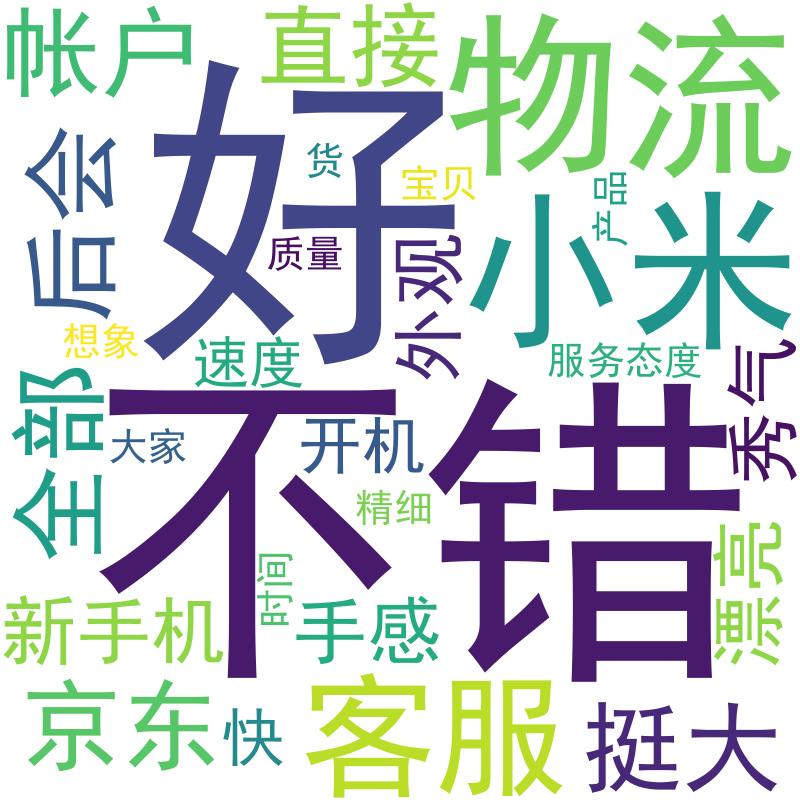 帐户
直接
物流
好
货
宝贝
后会
产品
小米
质量
外观
想象
速度
服务态度
秀气
全部
不错
大家
开机
精细
时间
漂亮
新手机
手感
京东
快
客服
挺大